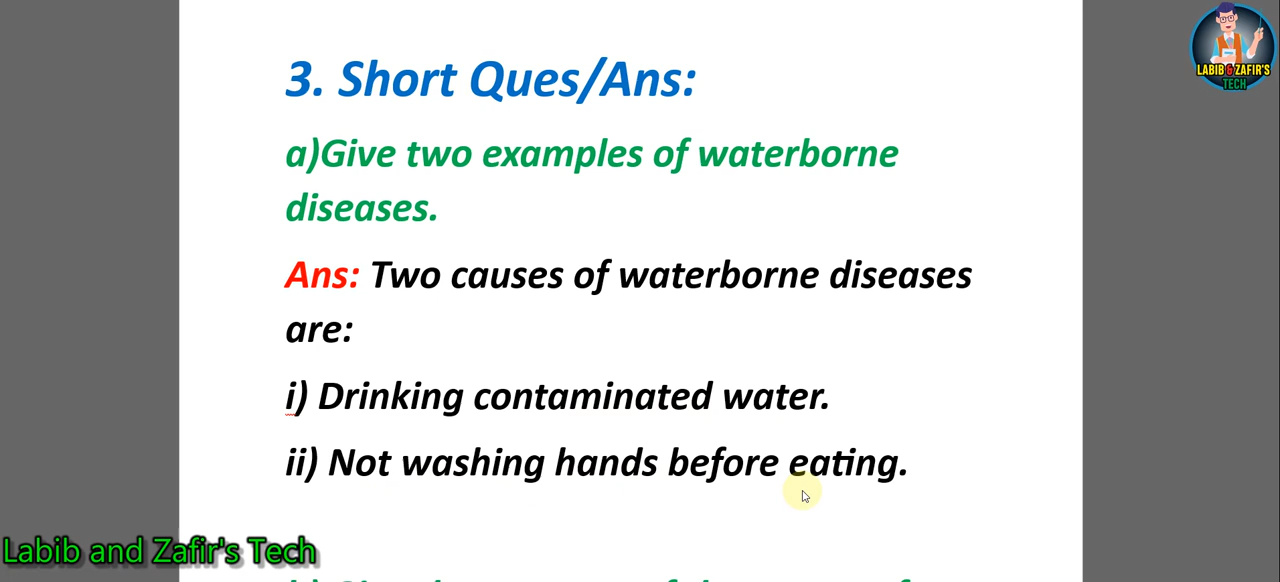 3. Short Ques/Ans:
a)Give two examples of waterborne
diseases.
Ans: Two causes of waterborne diseases
are:
i) Drinking contaminated water.
ii) Not washing hands before eating.
Labib and Zafir's Tech
LABIB & ZAFIR'S
TECH